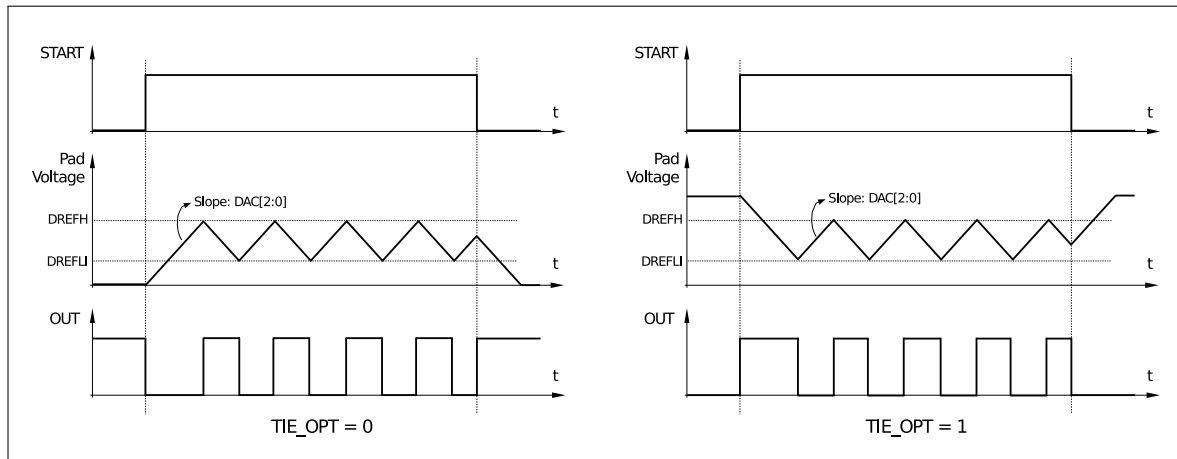 START
t
Pad
Voltage
Slope: DAC[2:0]
DREFH
DREFLI
t
OUT
t
TIE_OPT = 0
START
t
Pad
Voltage
Slope: DAC[2:0]
DREFH
DREFLI
t
OUT
t
TIE_OPT = 1